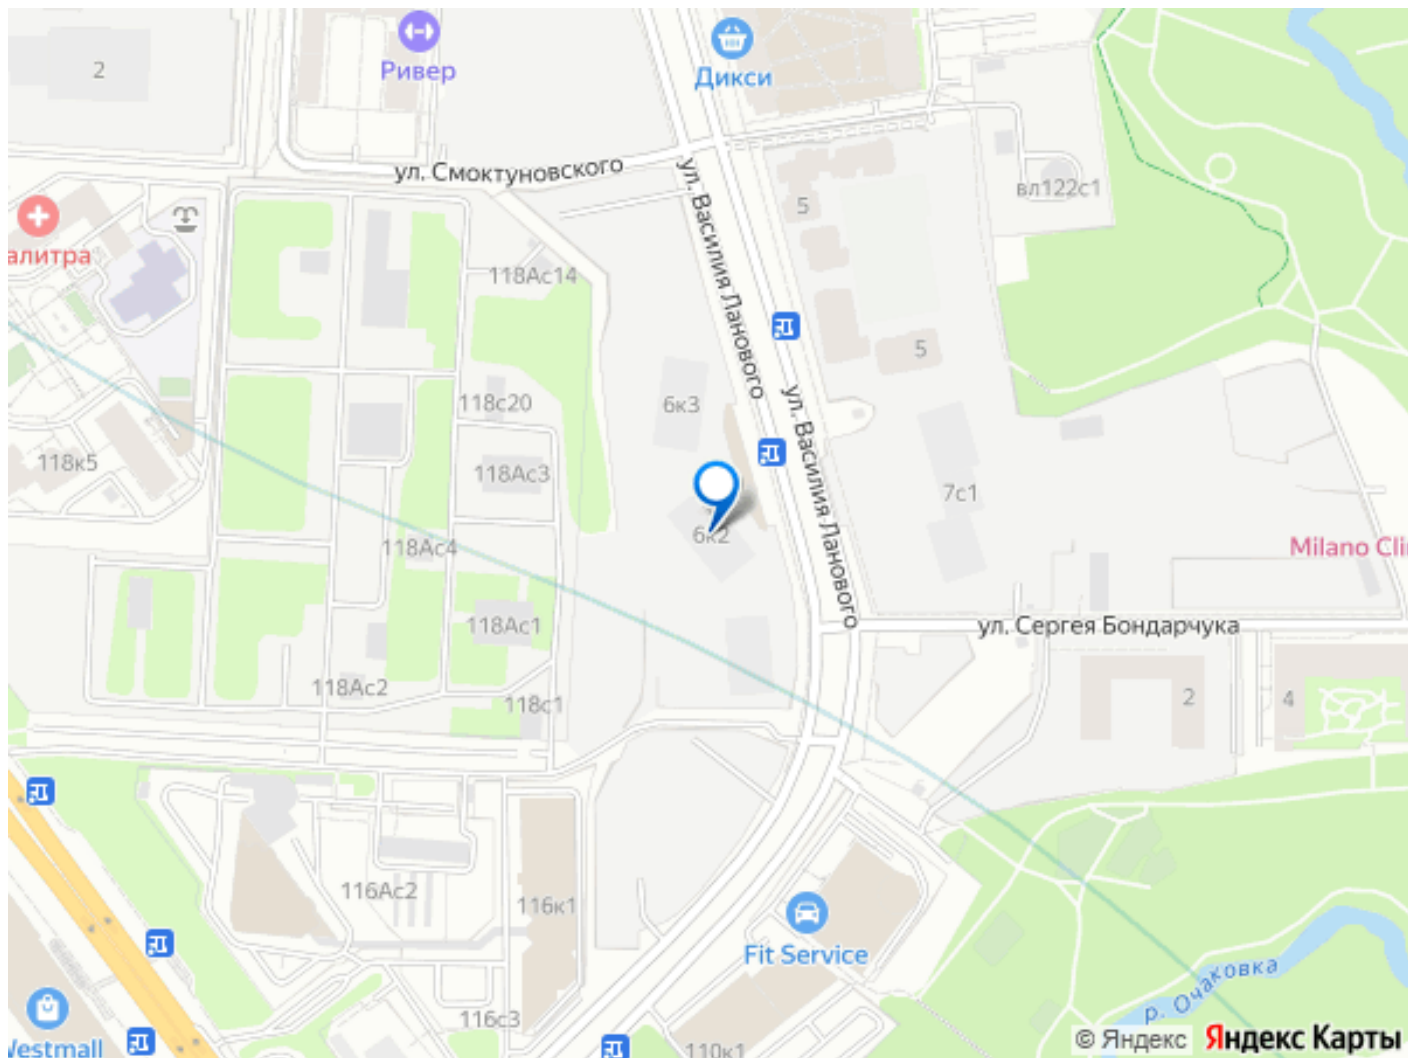 Ривер
2
Дикси
ул. Смоктуновского
ул. Василия Ланового
вл122с1
5
алитра
118Ас14
5
6к3
118с20
ул. Василия Ланового
118к5
118Ас3
7с1
6к2
118Ас4
Milano Cli
118Ас1
ул. Сергея Бондарчука
118Ас2
118с1
2
4
116Ас2
116к1
Fit Service
р. Очаковка
116с3
Westmall
110к1
© Яндекс Яндекс Карты